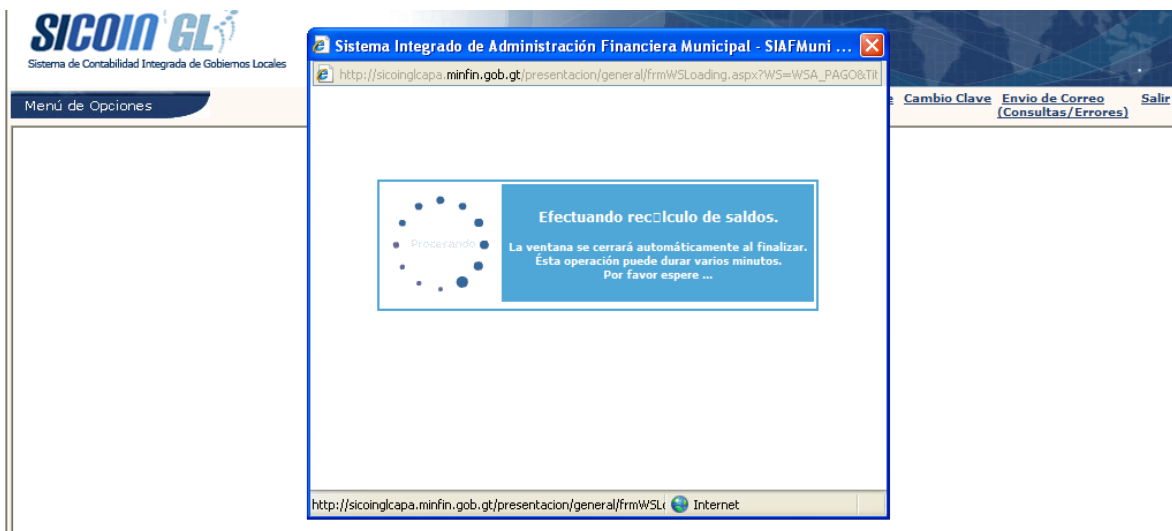 SICOIN GL
Sistema de Contabilidad Integrada de Gobiernos Locales
Menú de Opciones
Cambio Clave
Envio de Correo
(Consultas/Errores)
Salir
Sistema Integrado de Administración Financiera Municipal - SIAFMuni ...
http://sicoinglcapa.minfin.gob.gt/presentacion/general/frmWSLoading.aspx?WS=WSA_PAGO&Tit
Procesando
Efectuando rec□lculo de saldos.
La ventana se cerrará automáticamente al finalizar.
Ésta operación puede durar varios minutos.
Por favor espere ...
http://sicoinglcapa.minfin.gob.gt/presentacion/general/frmWSL
Internet